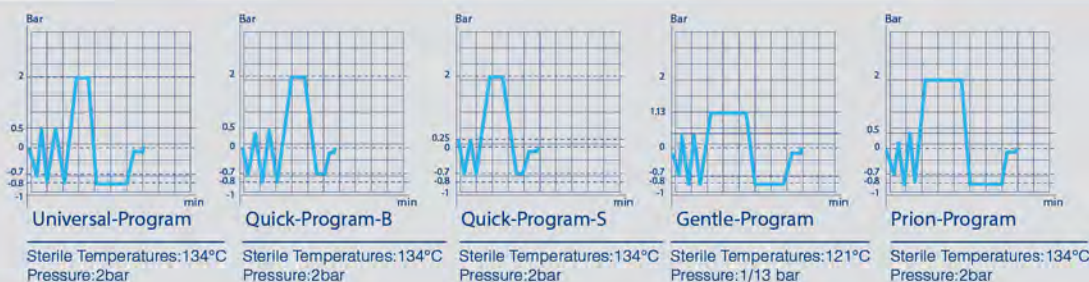 Bar
2
0.5
0
-0.7
-0.8
-1
min
Universal-Program
Sterile Temperatures:134°C
Pressure:2bar
Bar
2
0.5
0
-0.7
-0.8
-1
min
Quick-Program-B
Sterile Temperatures:134°C
Pressure:2bar
Bar
2
0.25
0
-0.7
-0.8
-1
min
Quick-Program-S
Sterile Temperatures:134°C
Pressure:2bar
Bar
2
1.13
0.5
0
-0.7
-0.8
-1
min
Gentle-Program
Sterile Temperatures:121°C
Pressure:1/13 bar
Bar
2
0.5
0
-0.7
-0.8
-1
min
Prion-Program
Sterile Temperatures:134°C
Pressure:2bar